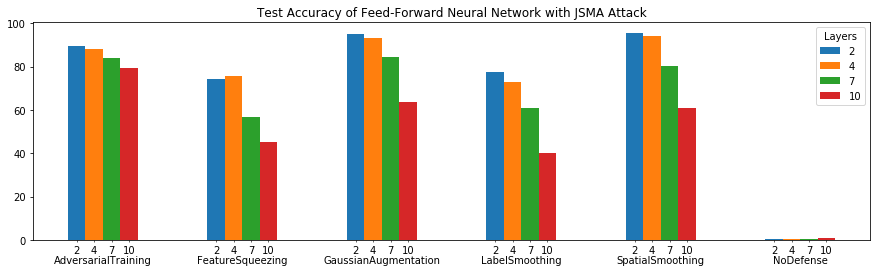 Test Accuracy of Feed-Forward Neural Network with JSMA Attack
100
80
60
40
20
0
Layers
2
4
7
10
2 4 7 10 2 4 7 10 2 4 7 10 2 4 7 10 2 4 7 10 2 4 7 10
AdversarialTraining FeatureSqueezing GaussianAugmentation LabelSmoothing SpatialSmoothing NoDefense